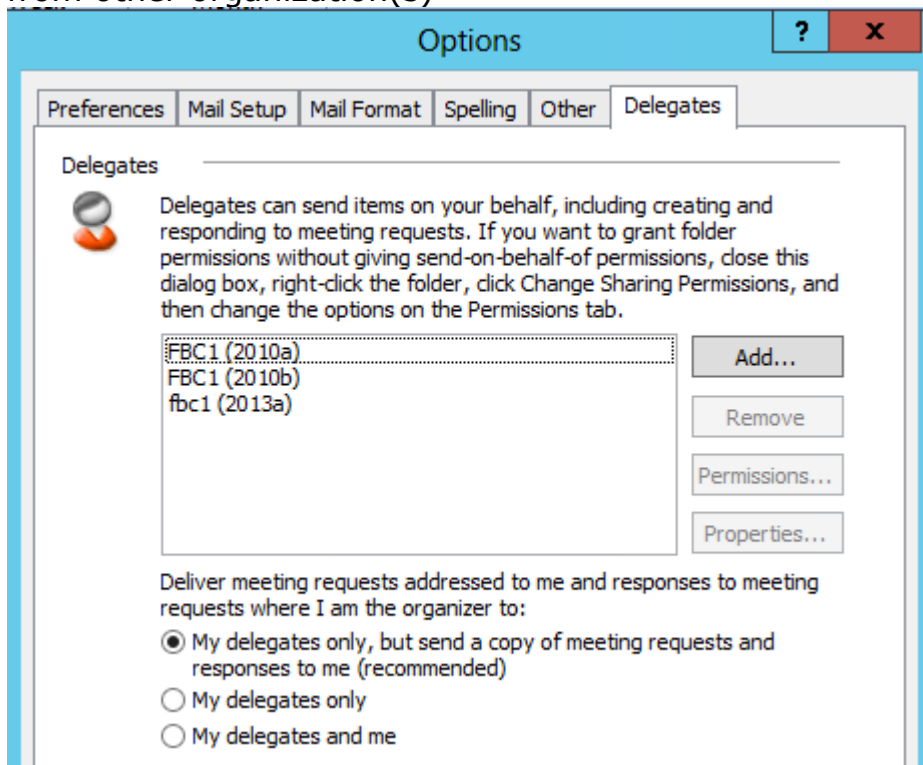 from other organization(s)
Options
?
x
Preferences Mail Setup Mail Format Spelling Other Delegates
Delegates
Delegates can send items on your behalf, including creating and
responding to meeting requests. If you want to grant folder
permissions without giving send-on-behalf-of permissions, close this
dialog box, right-click the folder, click Change Sharing Permissions, and
then change the options on the Permissions tab.
FBC1 (2010a)
FBC1 (2010b)
fbc1 (2013a)
Add...
Remove
Permissions...
Properties...
Deliver meeting requests addressed to me and responses to meeting
requests where I am the organizer to:
My delegates only, but send a copy of meeting requests and
responses to me (recommended)
My delegates only
My delegates and me